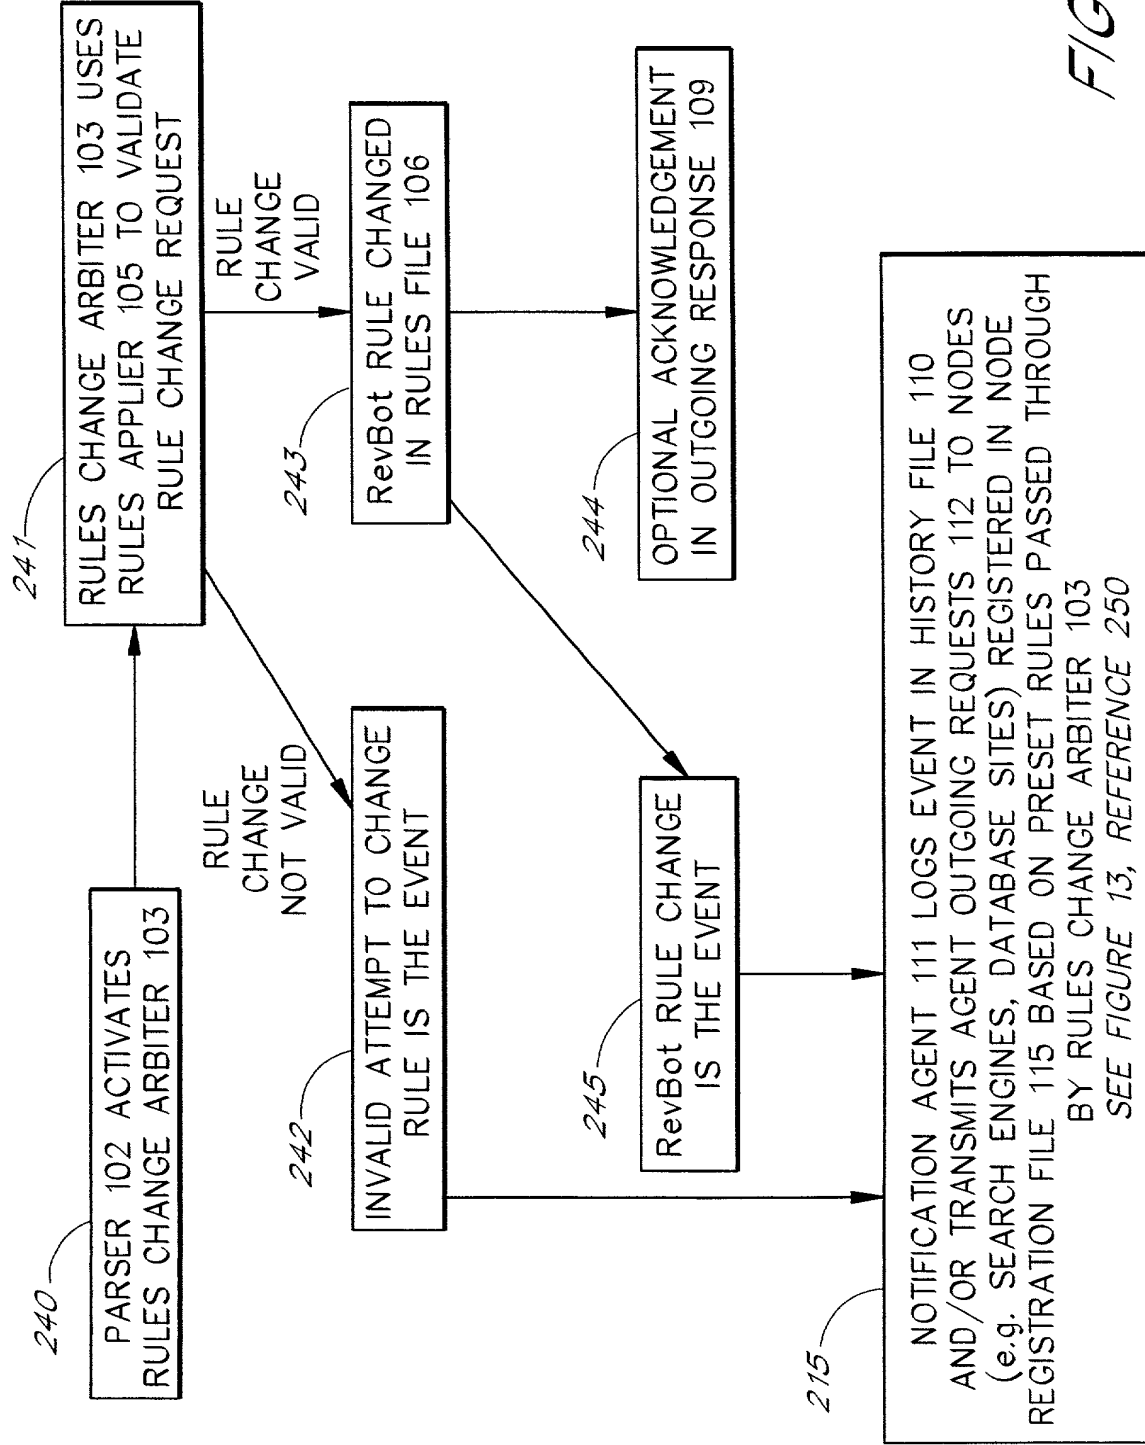 240
PARSER 102 ACTIVATES
RULES CHANGE ARBITER 103
241
RULES CHANGE ARBITER 103 USES
RULES APPLIER 105 TO VALIDATE
RULE CHANGE REQUEST
RULE
CHANGE
NOT VALID
RULE
CHANGE
VALID
242
INVALID ATTEMPT TO CHANGE
RULE IS THE EVENT
243
RevBot RULE CHANGED
IN RULES FILE 106
245
RevBot RULE CHANGE
IS THE EVENT
244
OPTIONAL ACKNOWLEDGEMENT
IN OUTGOING RESPONSE 109
215
NOTIFICATION AGENT 111 LOGS EVENT IN HISTORY FILE 110
AND/OR TRANSMITS AGENT OUTGOING REQUESTS 112 TO NODES
(e.g. SEARCH ENGINES, DATABASE SITES) REGISTERED IN NODE
REGISTRATION FILE 115 BASED ON PRESET RULES PASSED THROUGH
BY RULES CHANGE ARBITER 103
SEE FIGURE 13, REFERENCE 250
FIG